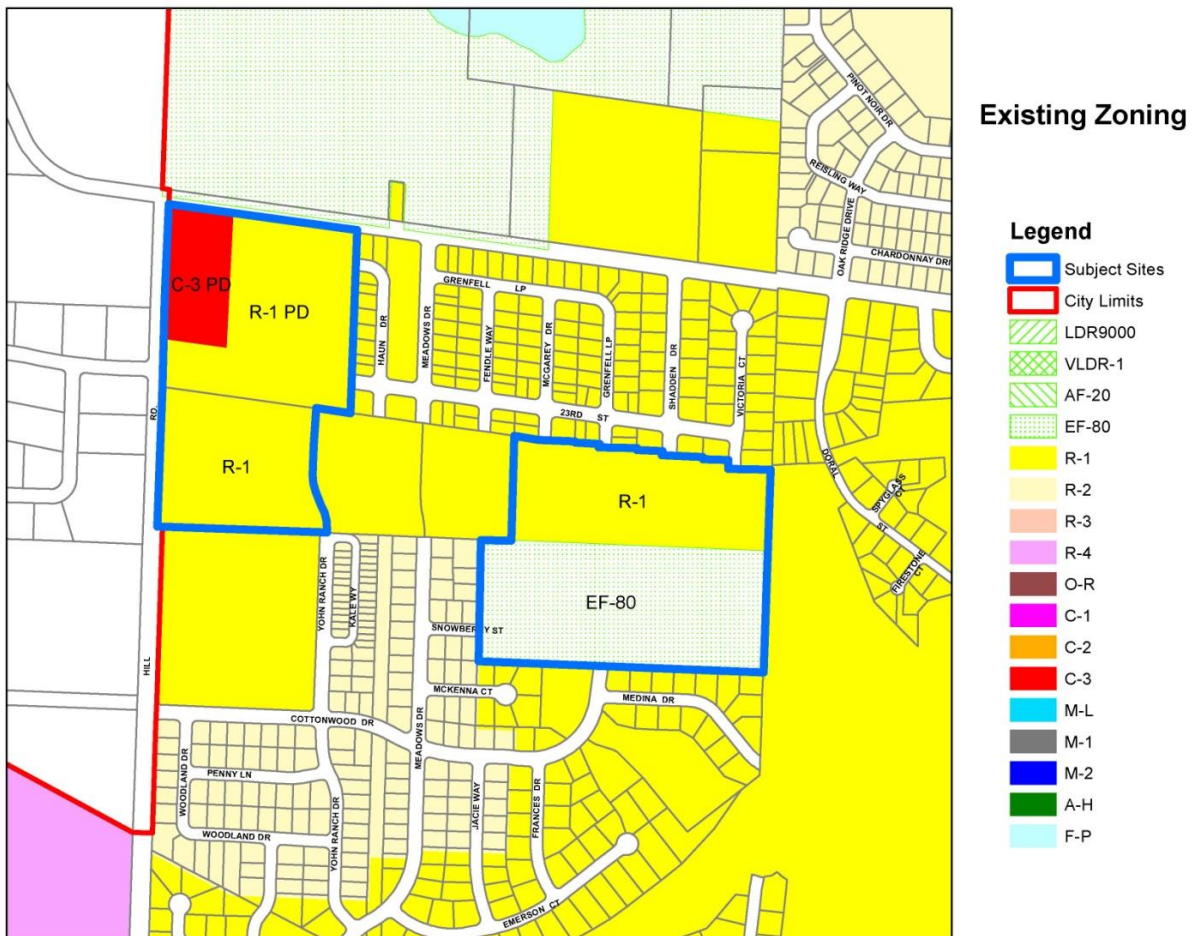 Existing Zoning
Legend
Subject Sites
City Limits
LDR9000
VLDR-1
AF-20
EF-80
R-1
R-2
R-3
R-4
O-R
C-1
C-2
C-3
M-L
M-1
M-2
A-H
F-P
PINOT NOIR DR
REISLING WAY
OAK RIDGE DRIVE
CHARDONNAY DRI
C-3 PD
R-1 PD
HAUN DR
MEADOWS DR
GRENFELL LP
FENDLE WAY
MCGAREY DR
GRENFELL LP
SHADDEN DR
VICTORIA CT
23RD ST
RD.
R-1
R-1
DORAL ST
SPYGLASS CT
FIRESTONE CT
EF-80
YOHN RANCH DR
KALE WY
SNOWBERRY ST
MCKENNA CT
MEDINA DR
HILL
COTTONWOOD DR
MEADOWS DR
WOODLAND DR
PENNY LN
YOHN RANCH DR
JACIE WAY
FRANCES DR
WOODLAND DR
EMERSON CT